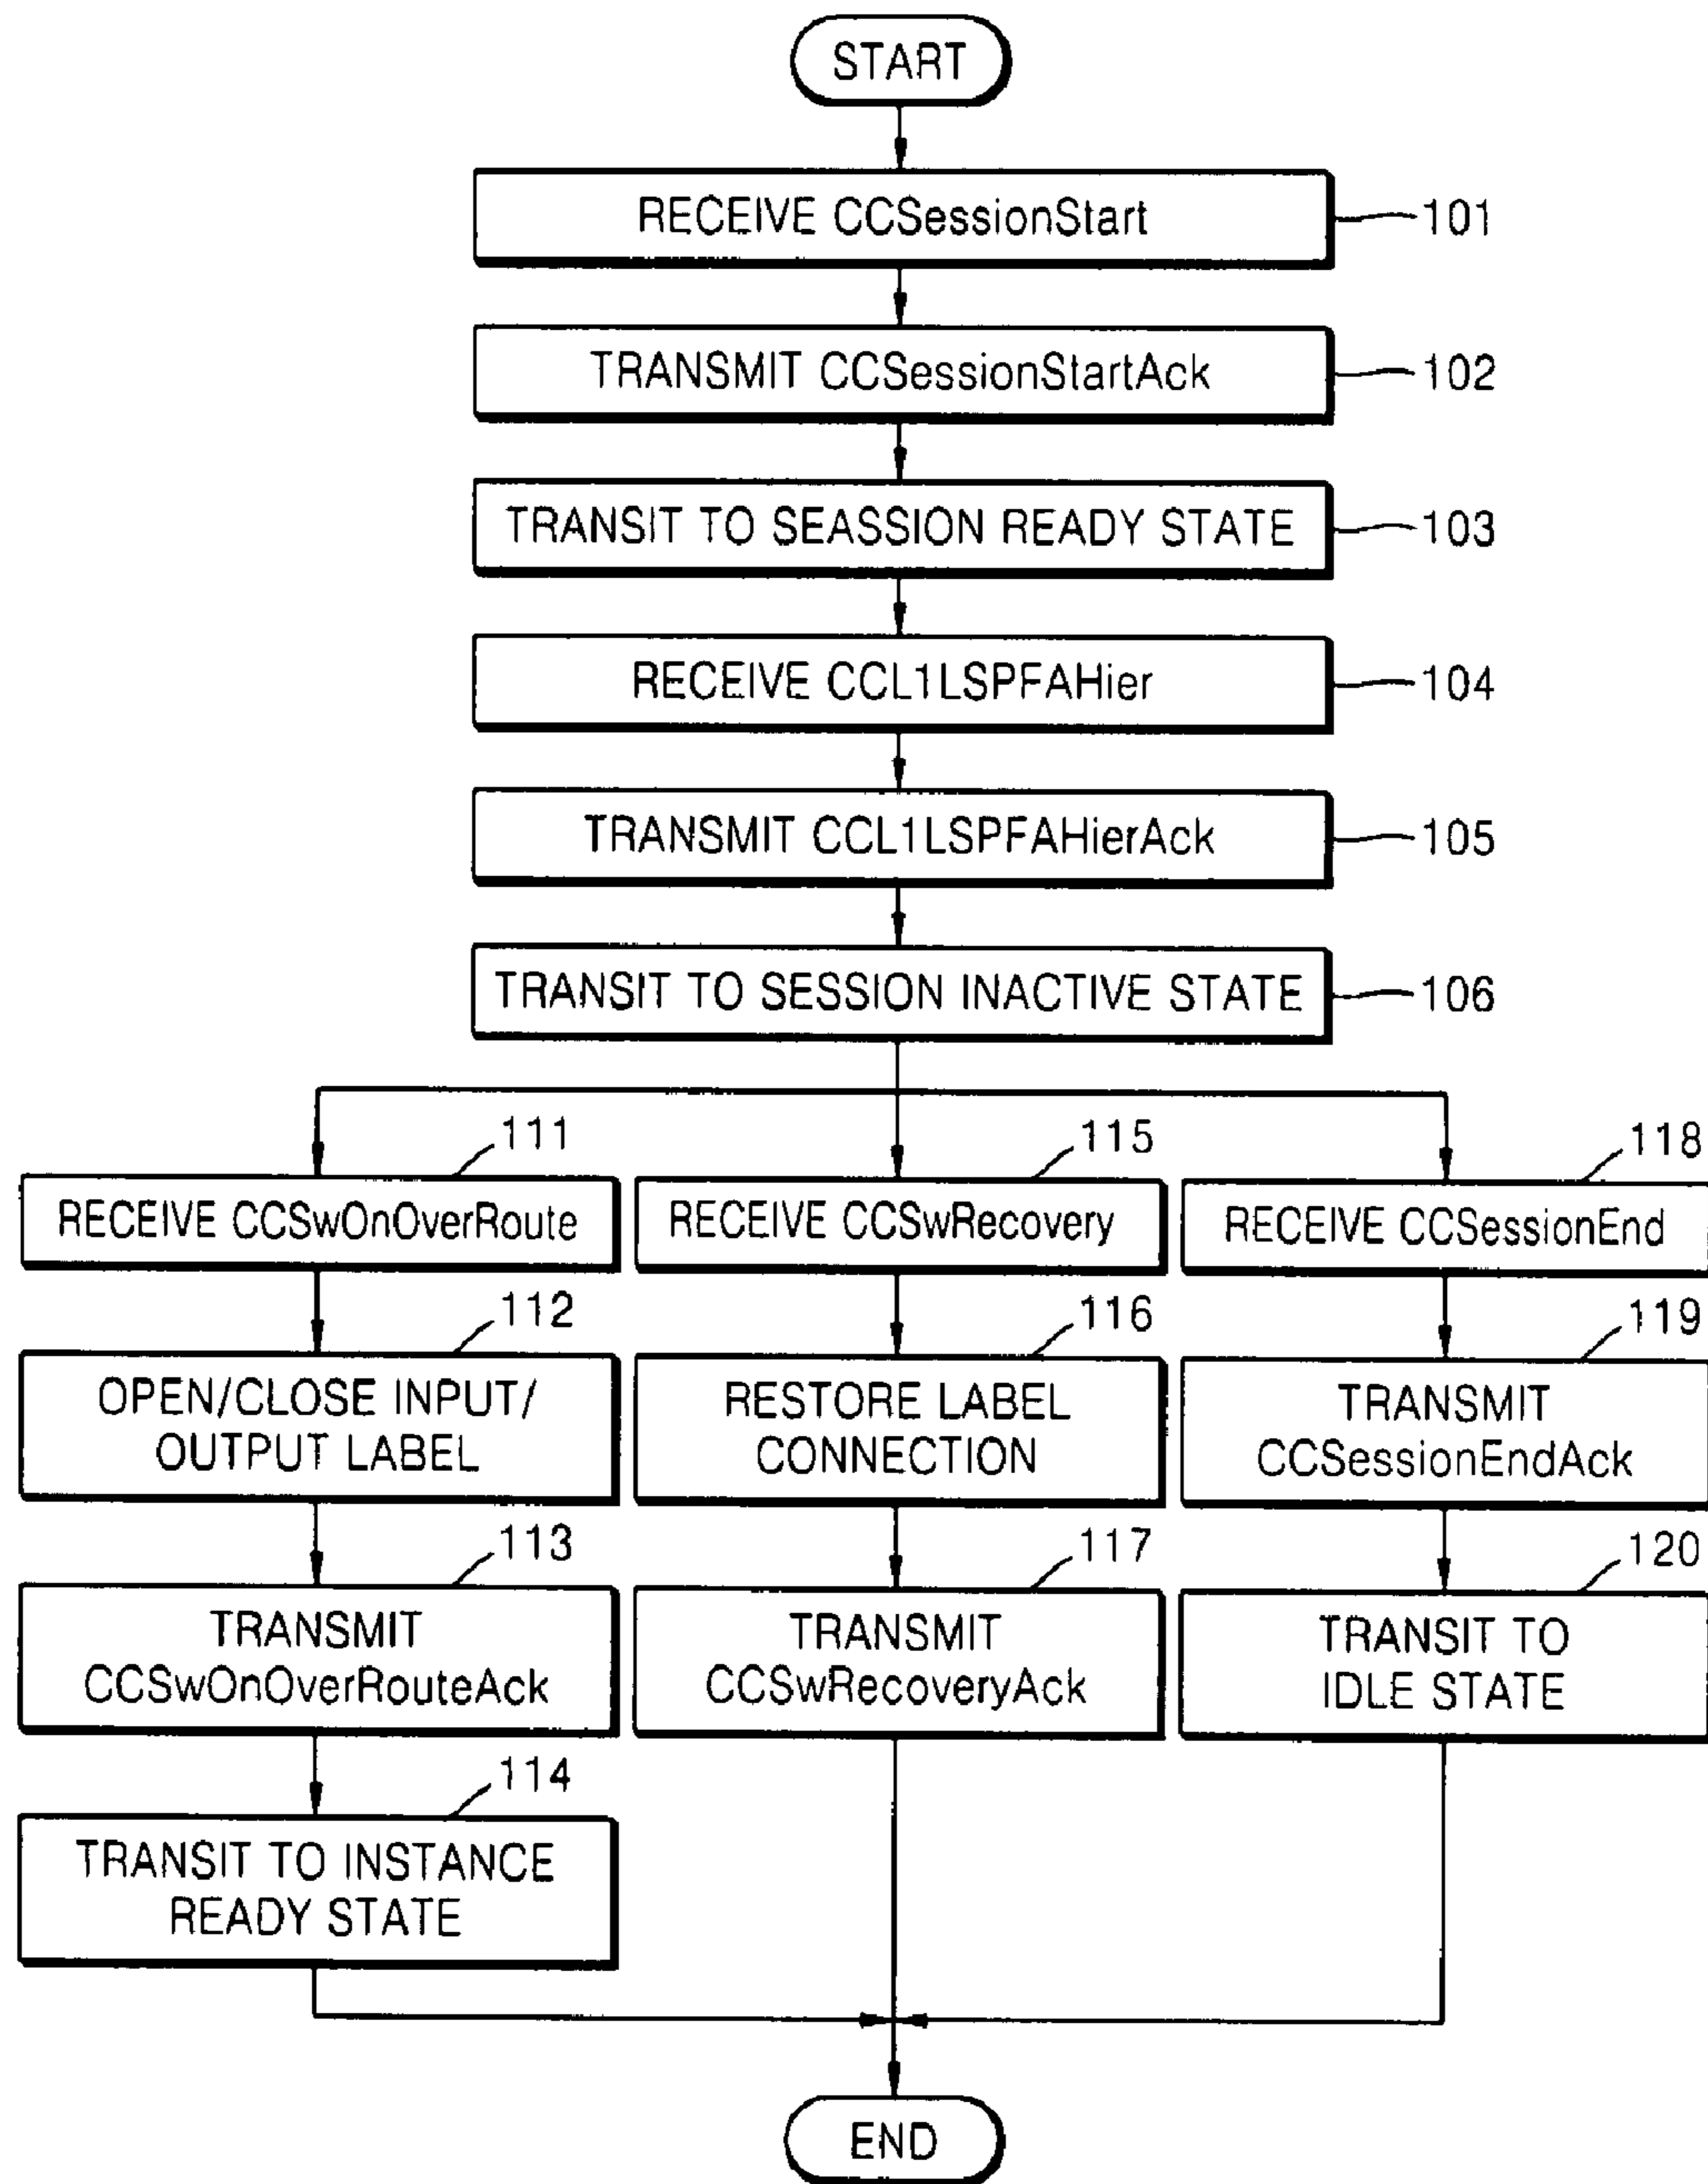 START
RECEIVE CCSessionStart
101
TRANSMIT CCSessionStartAck
102
TRANSIT TO SEASSION READY STATE
103
RECEIVE CCL1LSPFAHier
104
TRANSMIT CCL1LSPFAHierAck
105
TRANSIT TO SESSION INACTIVE STATE
106
111
RECEIVE CCSwOnOverRoute
112
OPEN/CLOSE INPUT/
OUTPUT LABEL
113
TRANSMIT
CCSwOnOverRouteAck
114
TRANSIT TO INSTANCE
READY STATE
115
RECEIVE CCSwRecovery
116
RESTORE LABEL
CONNECTION
117
TRANSMIT
CCSwRecoveryAck
118
RECEIVE CCSessionEnd
119
TRANSMIT
CCSessionEndAck
120
TRANSIT TO
IDLE STATE
END